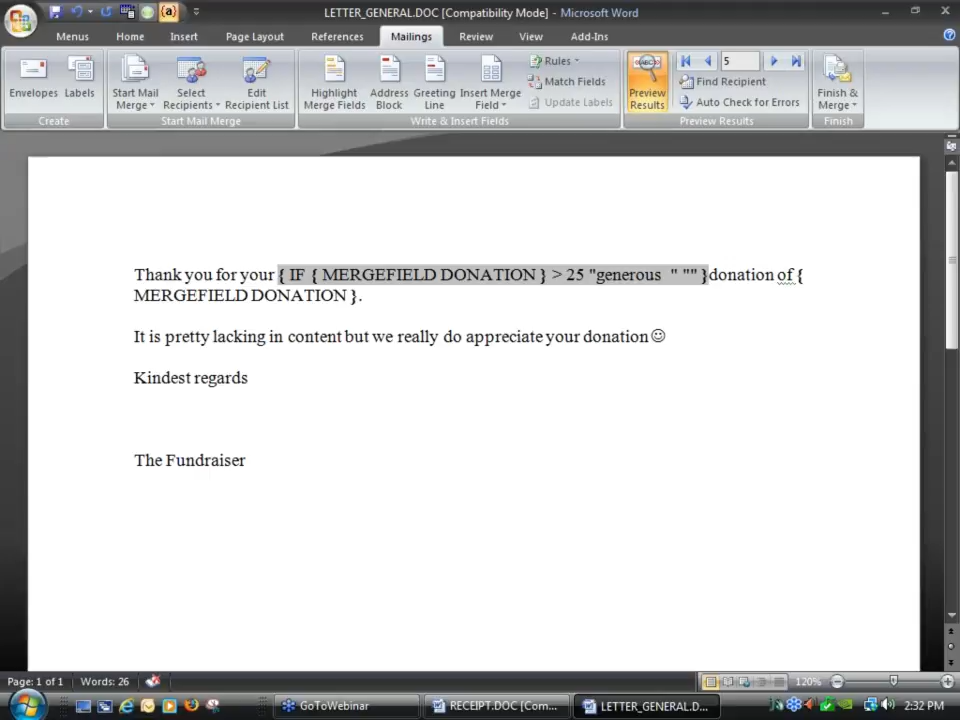 {a}
LETTER_GENERAL.DOC [Compatibility Mode] - Microsoft Word
Menus Home Insert Page Layout References Mailings Review View Add-Ins
Envelopes Labels
Create
Start Mail Merge Select Recipients Edit Recipient List
Start Mail Merge
Highlight Merge Fields Address Block Greeting Line Insert Merge Field
Rules
Match Fields
Update Labels
Write & Insert Fields
Preview Results
5
Find Recipient
Auto Check for Errors
Preview Results
Finish & Merge
Finish
Thank you for your { IF { MERGEFIELD DONATION } > 25 "generous  " "" }donation of {
MERGEFIELD DONATION }.
It is pretty lacking in content but we really do appreciate your donation☺
Kindest regards
The Fundraiser
Page: 1 of 1 Words: 26 120%
GoToWebinar RECEIPT.DOC [Com... LETTER_GENERAL.D... 2:32 PM